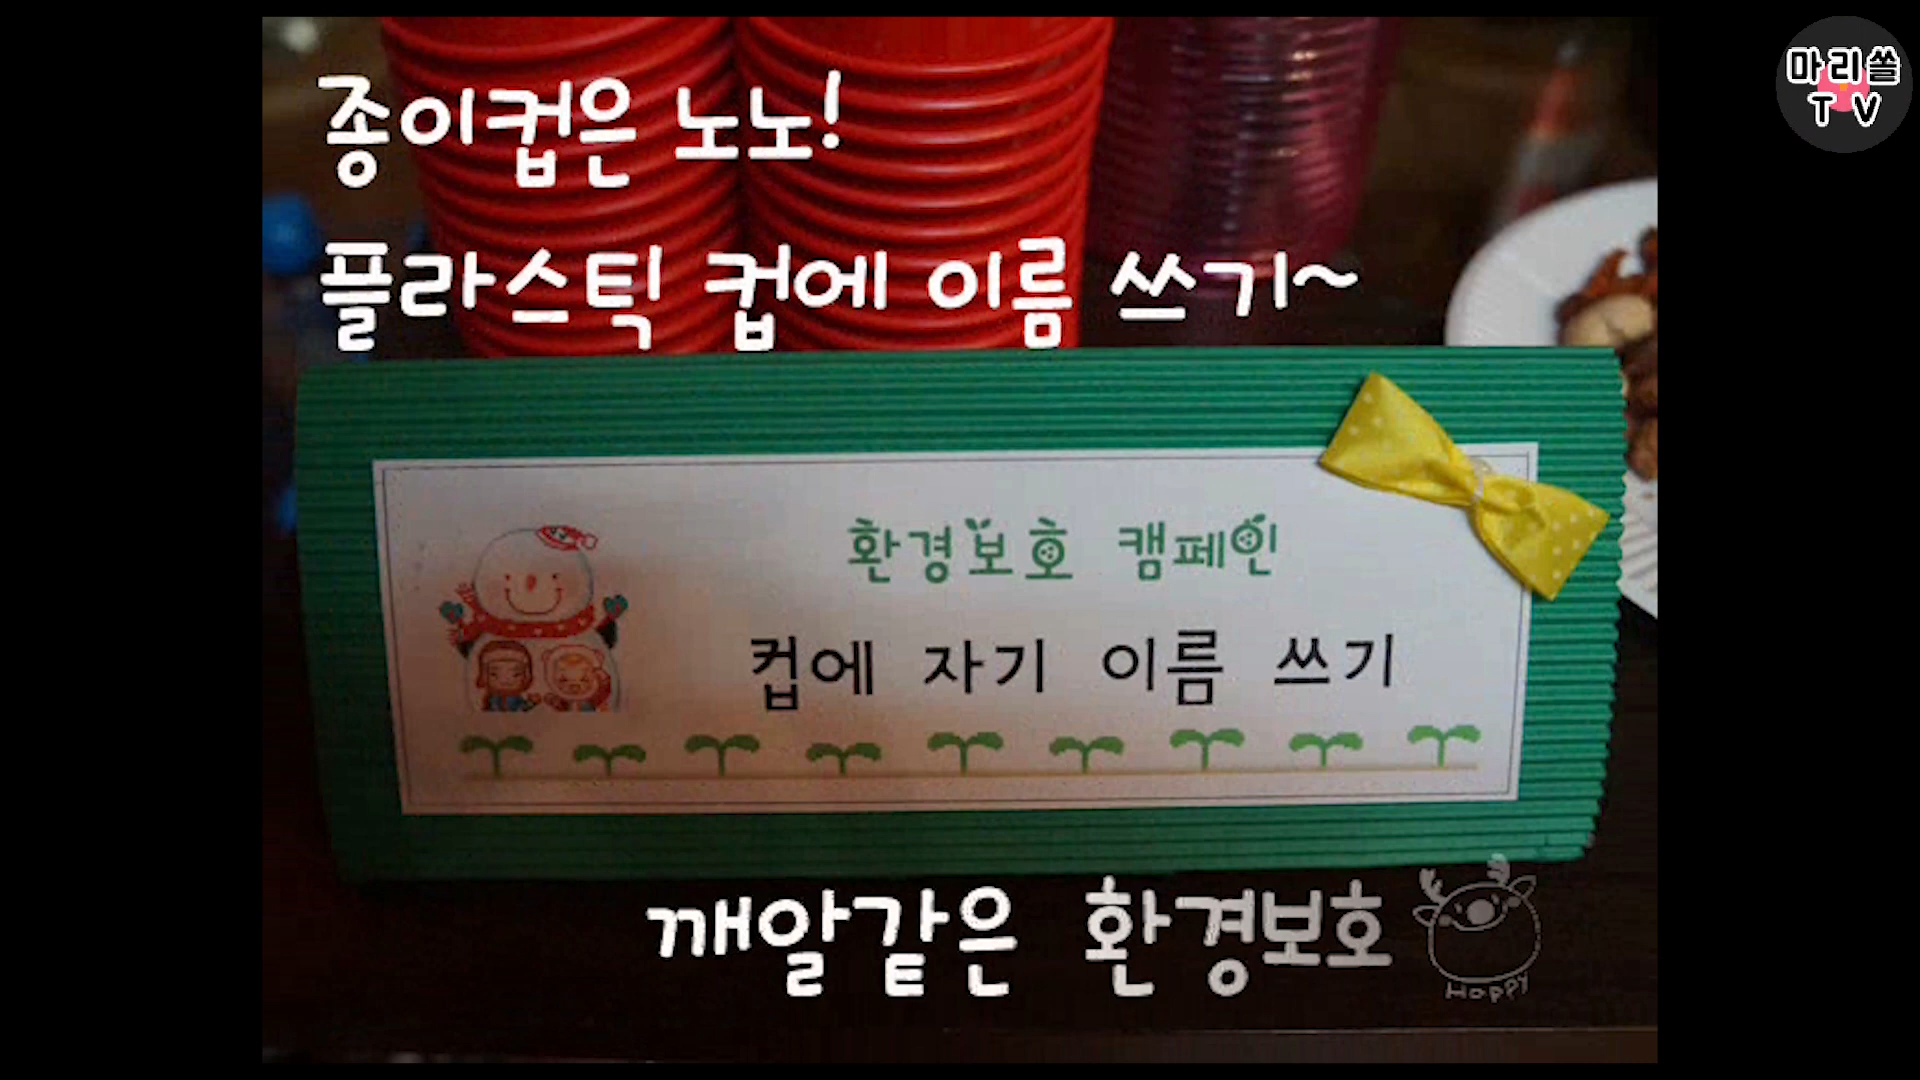 마리쏠
TV
종이컵은 노노!
플라스틱 컵에 이름 쓰기~
환경보호 캠페인
컵에 자기 이름 쓰기
깨알같은 환경보호
Happy